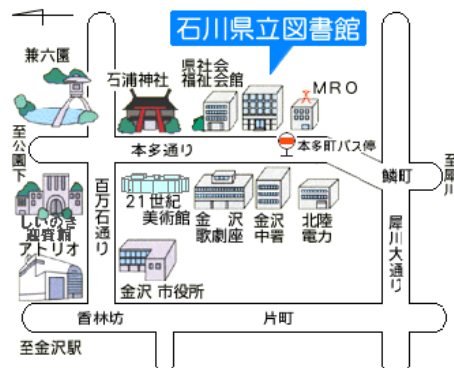 石川県立図書館
兼六園
石浦神社
県社会
福祉会館
MRO
至公園下
本多通り
本多町バス停
至犀川
鱗町
しいのき
迎賓館
アトリオ
百万石通り
21世紀
美術館
金沢
歌劇座
金沢
中署
北陸
電力
犀川大通り
金沢市役所
香林坊
片町
至金沢駅